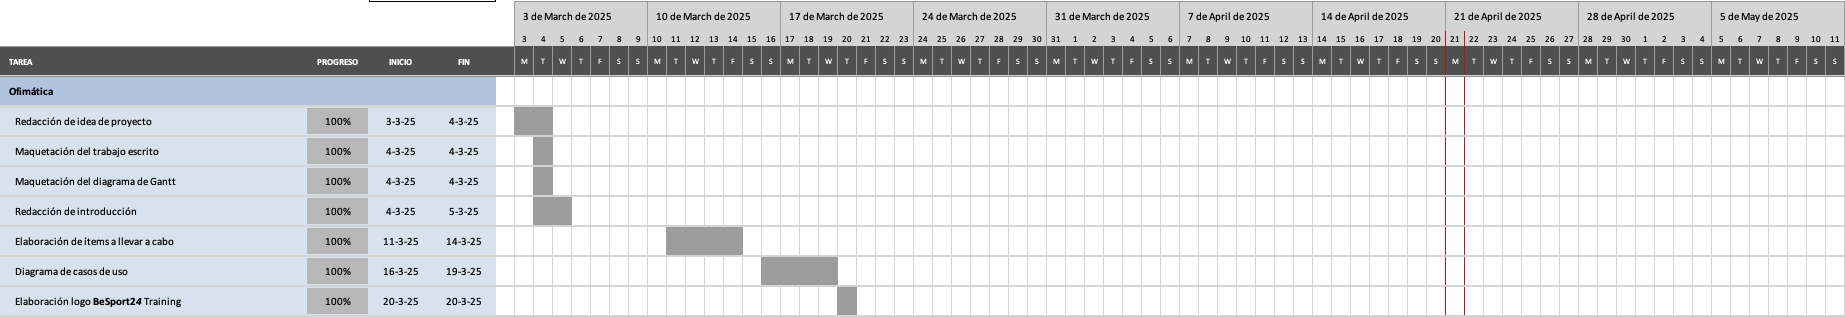 3 de March de 2025 10 de March de 2025 17 de March de 2025 24 de March de 2025 31 de March de 2025 7 de April de 2025 14 de April de 2025 21 de April de 2025 28 de April de 2025 5 de May de 2025
3 4 5 6 7 8 9 10 11 12 13 14 15 16 17 18 19 20 21 22 23 24 25 26 27 28 29 30 31 1 2 3 4 5 6 7 8 9 10 11 12 13 14 15 16 17 18 19 20 21 22 23 24 25 26 27 28 29 30 1 2 3 4 5 6 7 8 9 10 11
TAREA PROGRESO INICIO FIN M T W T F S S M T W T F S S M T W T F S S M T W T F S S M T W T F S S M T W T F S S M T W T F S S M T W T F S S M T W T F S S M T W T F S S
Ofimática
Redacción de idea de proyecto 100% 3-3-25 4-3-25
Maquetación del trabajo escrito 100% 4-3-25 4-3-25
Maquetación del diagrama de Gantt 100% 4-3-25 4-3-25
Redacción de introducción 100% 4-3-25 5-3-25
Elaboración de ítems a llevar a cabo 100% 11-3-25 14-3-25
Diagrama de casos de uso 100% 16-3-25 19-3-25
Elaboración logo BeSport24 Training 100% 20-3-25 20-3-25